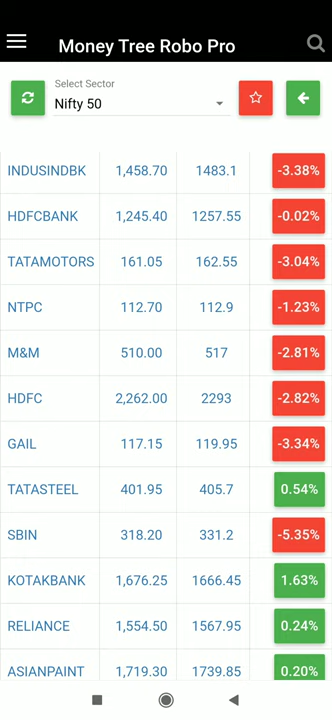 Money Tree Robo Pro
Select Sector
Nifty 50
INDUSINDBK 1,458.70 1483.1 -3.38%
HDFCBANK 1,245.40 1257.55 -0.02%
TATAMOTORS 161.05 162.55 -3.04%
NTPC 112.70 112.9 -1.23%
M&M 510.00 517 -2.81%
HDFC 2,262.00 2293 -2.82%
GAIL 117.15 119.95 -3.34%
TATASTEEL 401.95 405.7 0.54%
SBIN 318.20 331.2 -5.35%
KOTAKBANK 1,676.25 1666.45 1.63%
RELIANCE 1,554.50 1567.95 0.24%
ASIANPAINT 1,719.30 1739.85 0.20%